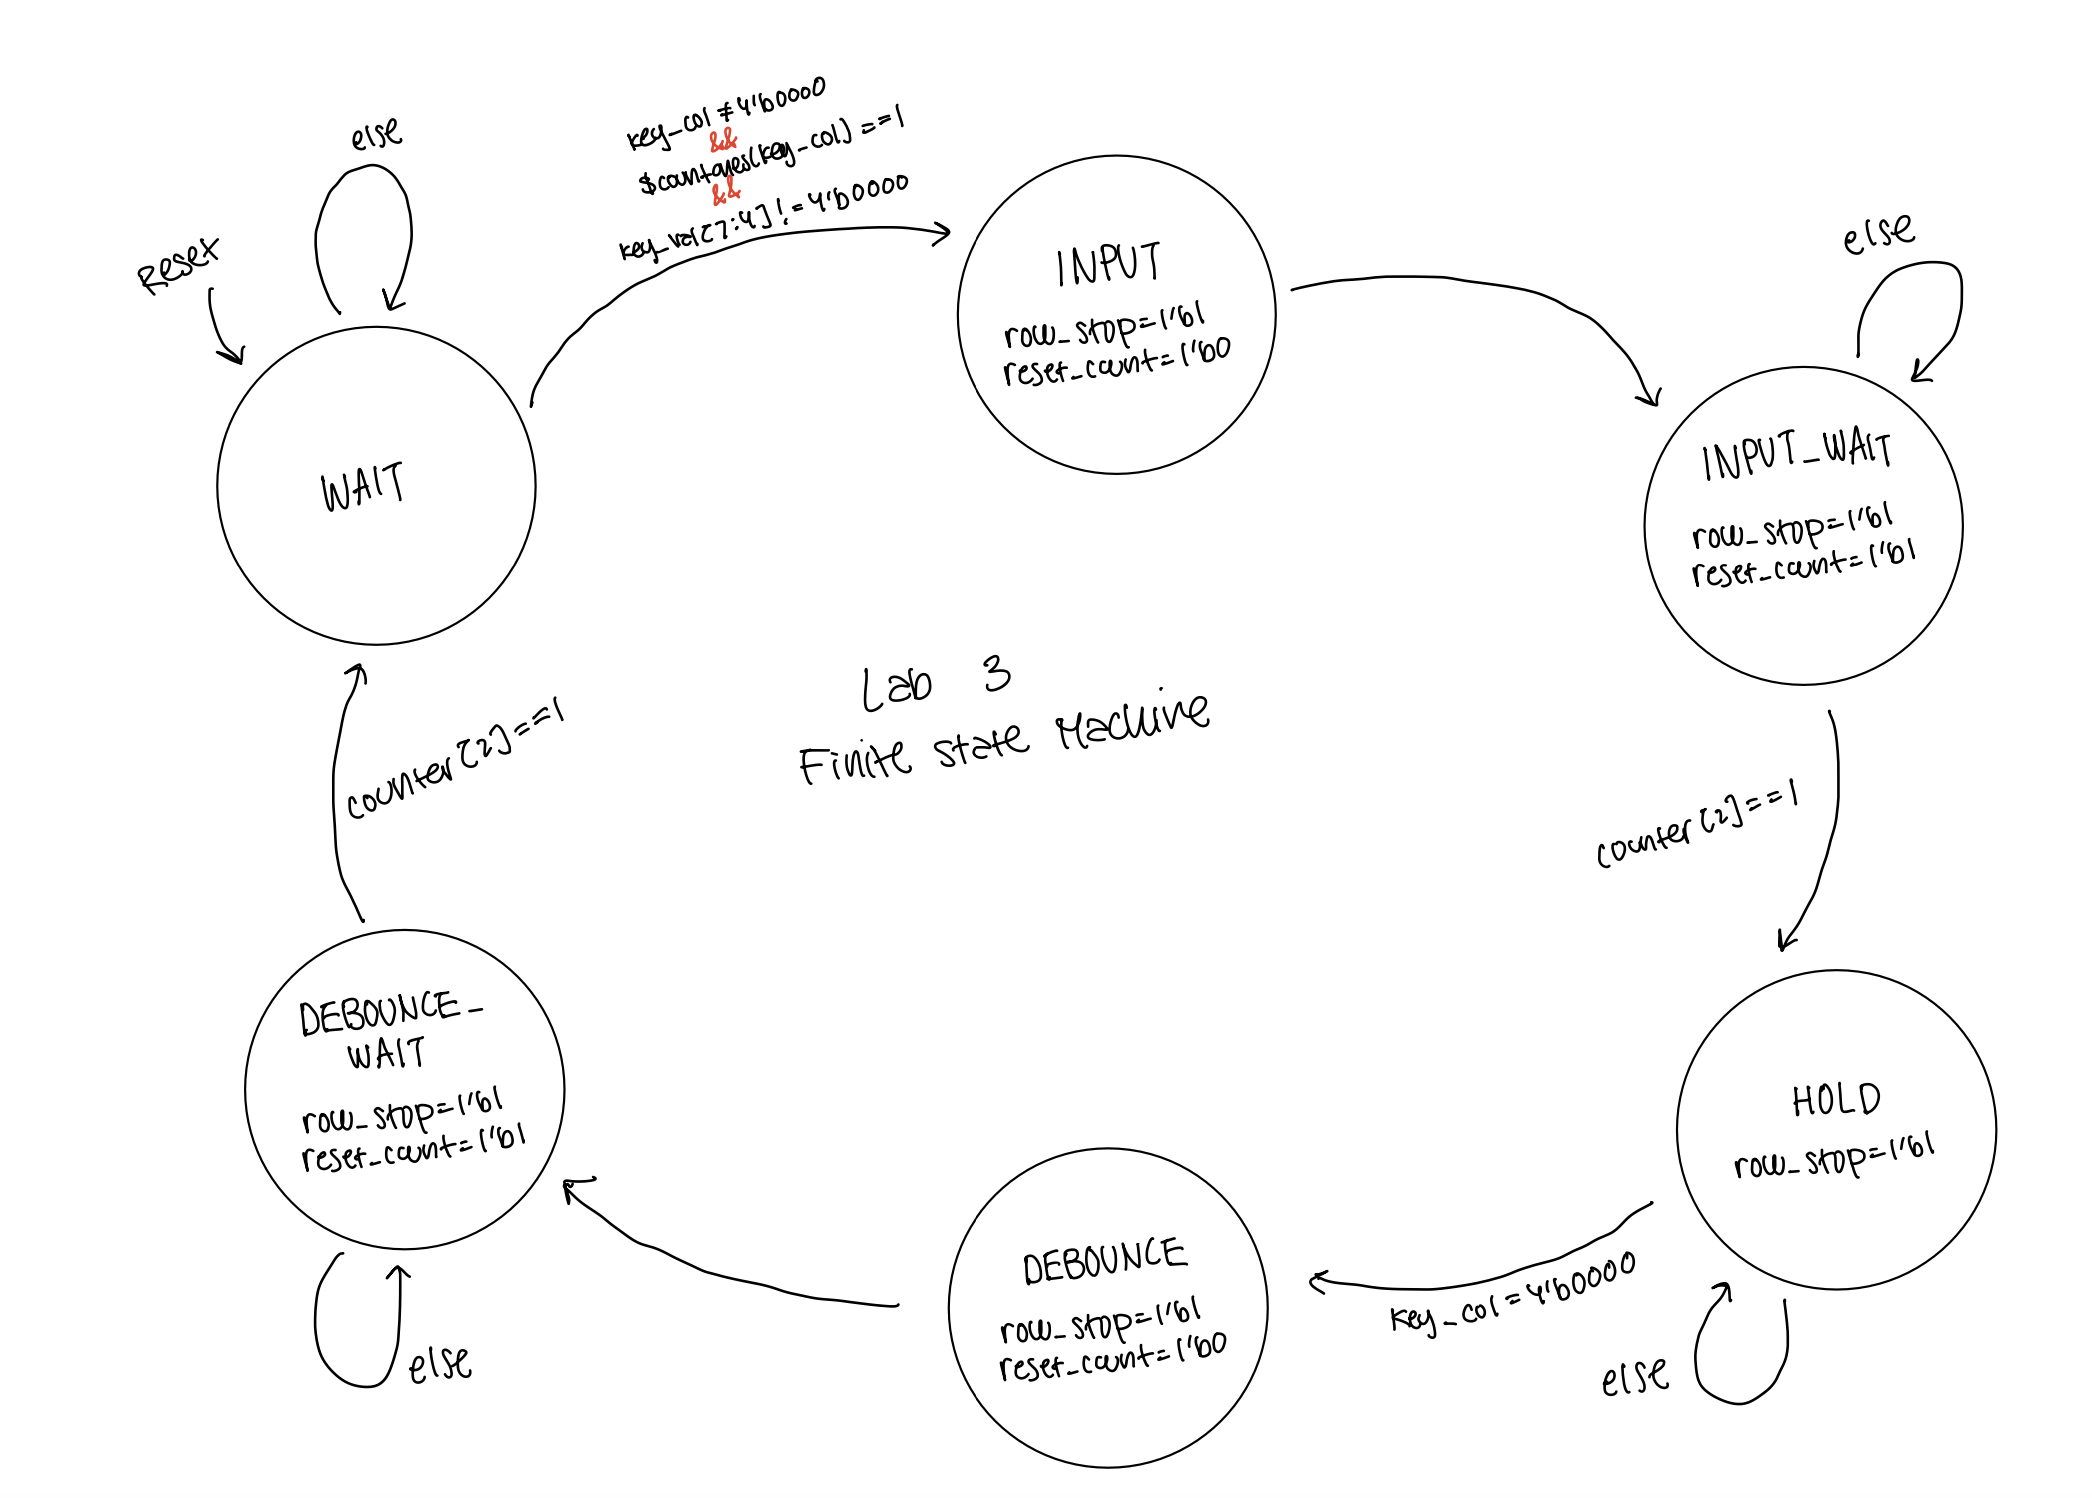 else
key_col ≠ 4'b0000
&&
$countones(key_col) == 1
&&
key_val[7:4] != 4'b0000
Reset
WAIT
INPUT
row_stop=1'b1
reset_count=1'b0
else
INPUT_WAIT
row_stop=1'b1
reset_count=1'b1
Lab 3
Finite State Machine
counter[2]==1
counter[2]==1
DEBOUNCE_
WAIT
row_stop=1'b1
reset_count=1'b1
else
DEBOUNCE
row_stop=1'b1
reset_count=1'b0
HOLD
row_stop=1'b1
key_col=4'b0000
else